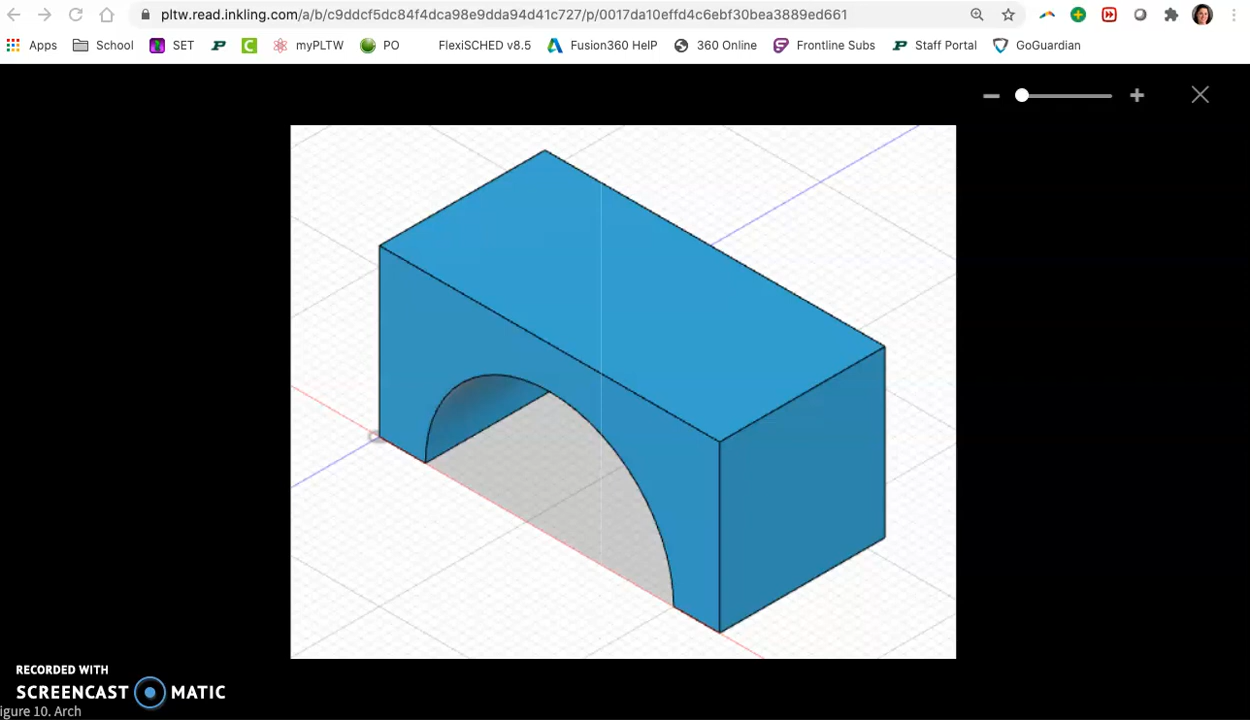 pltw.read.inkling.com/a/b/c9ddcf5dc84f4dca98e9dda94d41c727/p/0017da10effd4c6ebf30bea3889ed661
Apps School SET P C myPLTW PO FlexiSCHED v8.5 Fusion360 HelP 360 Online Frontline Subs P Staff Portal GoGuardian
RECORDED WITH
SCREENCAST MATIC
igure 10. Arch